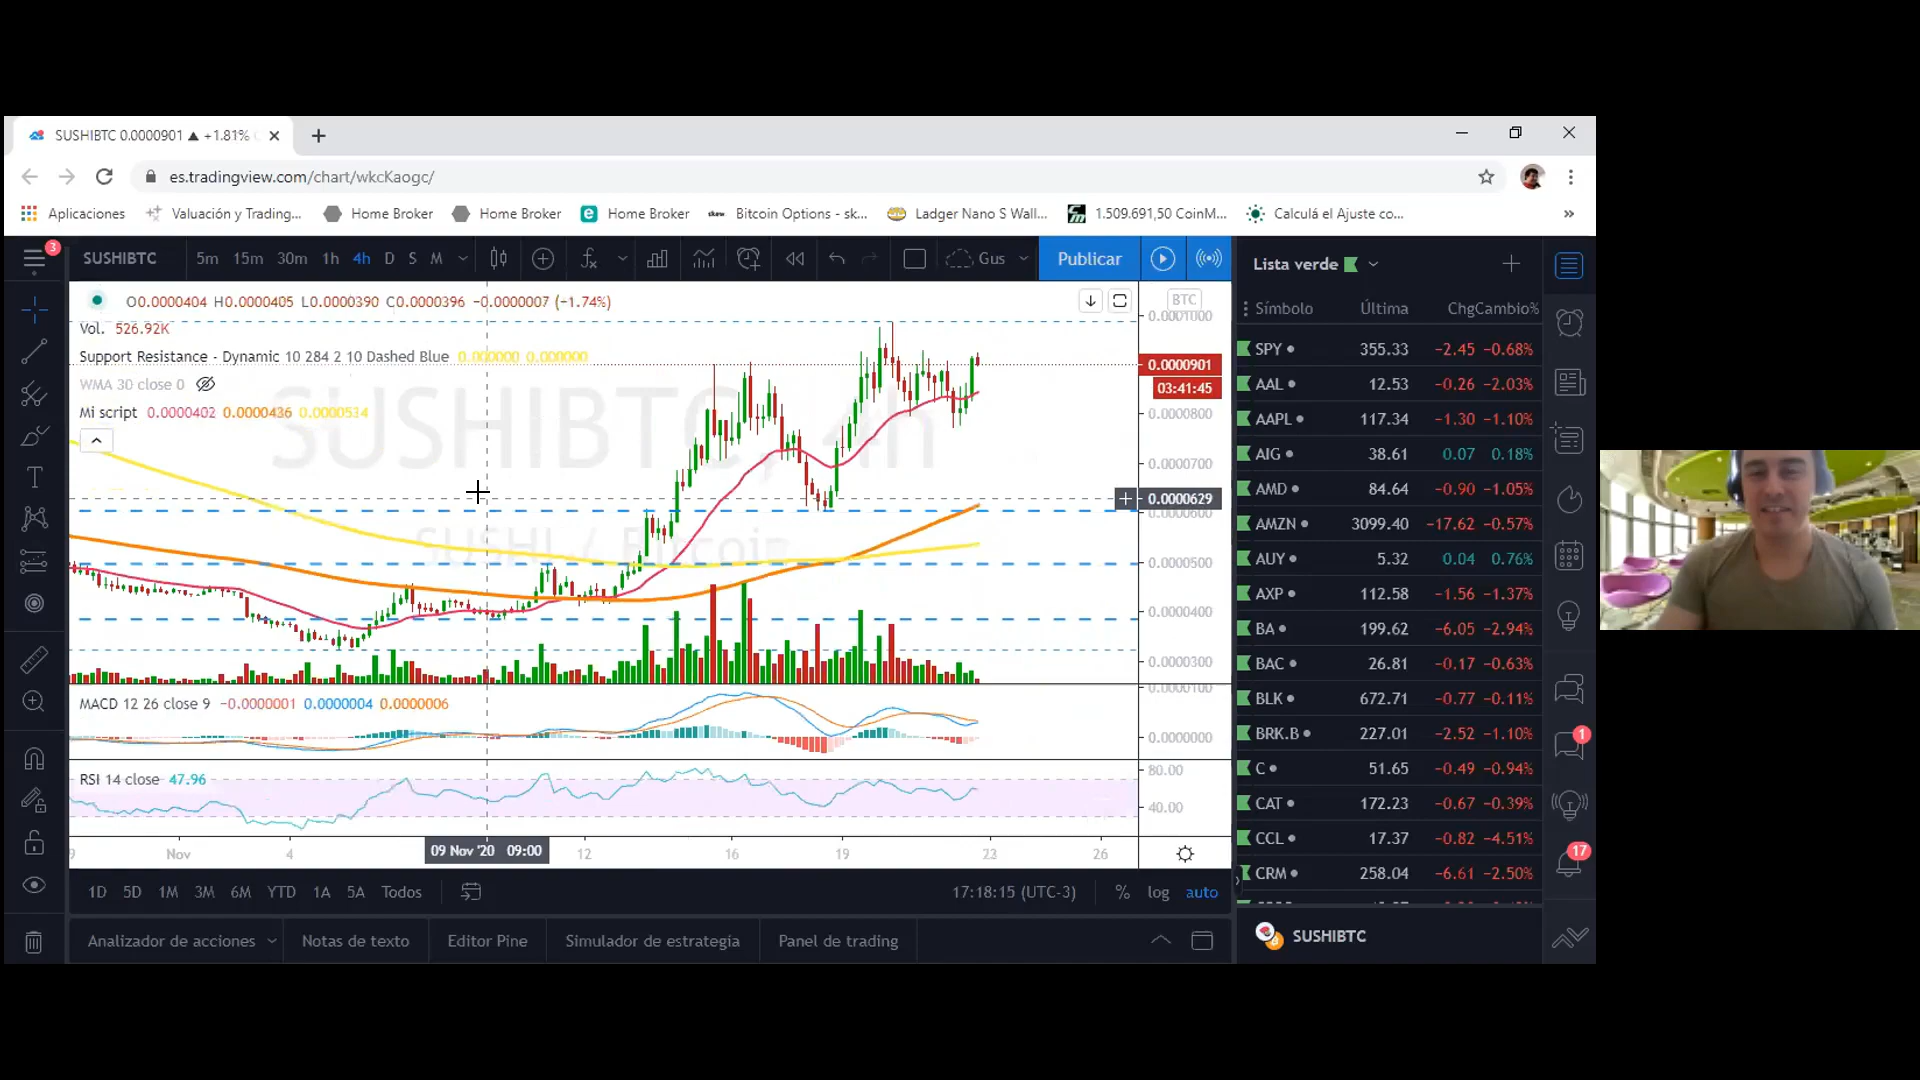 SUSHIBTC 0.0000901 ▲ +1.81%
es.tradingview.com/chart/wkcKaogc/
Aplicaciones Valuación y Trading... Home Broker Home Broker Home Broker Bitcoin Options - sk... Ladger Nano S Wall... 1.509.691,50 CoinM... Calculá el Ajuste co... »
3 SUSHIBTC 5m 15m 30m 1h 4h D S M Gus Publicar
Lista verde
O0.0000404 H0.0000405 L0.0000390 C0.0000396 −0.0000007 (−1.74%)
BTC
Vol. 526.92K
Support Resistance - Dynamic 10 284 2 10 Dashed Blue 0.000000 0.000000
WMA 30 close 0
Mi script 0.0000402 0.0000436 0.0000534
SUSHIBTC, 4h
SUSHI / Bitcoin
0.0001000
0.0000901
03:41:45
0.0000800
0.0000700
0.0000629
0.0000600
0.0000500
0.0000400
0.0000300
MACD 12 26 close 9 −0.0000001 0.0000004 0.0000006
0.0000100
0.0000000
RSI 14 close 47.96
80.00
40.00
9 Nov 4 09 Nov '20 09:00 12 16 19 23 26
1D 5D 1M 3M 6M YTD 1A 5A Todos 17:18:15 (UTC-3) % log auto
Analizador de acciones Notas de texto Editor Pine Simulador de estrategia Panel de trading
Símbolo Última Chg Cambio%
SPY 355.33 −2.45 −0.68%
AAL 12.53 −0.26 −2.03%
AAPL 117.34 −1.30 −1.10%
AIG 38.61 0.07 0.18%
AMD 84.64 −0.90 −1.05%
AMZN 3099.40 −17.62 −0.57%
AUY 5.32 0.04 0.76%
AXP 112.58 −1.56 −1.37%
BA 199.62 −6.05 −2.94%
BAC 26.81 −0.17 −0.63%
BLK 672.71 −0.77 −0.11%
BRK.B 227.01 −2.52 −1.10%
C 51.65 −0.49 −0.94%
CAT 172.23 −0.67 −0.39%
CCL 17.37 −0.82 −4.51%
CRM 258.04 −6.61 −2.50%
SUSHIBTC
1
17